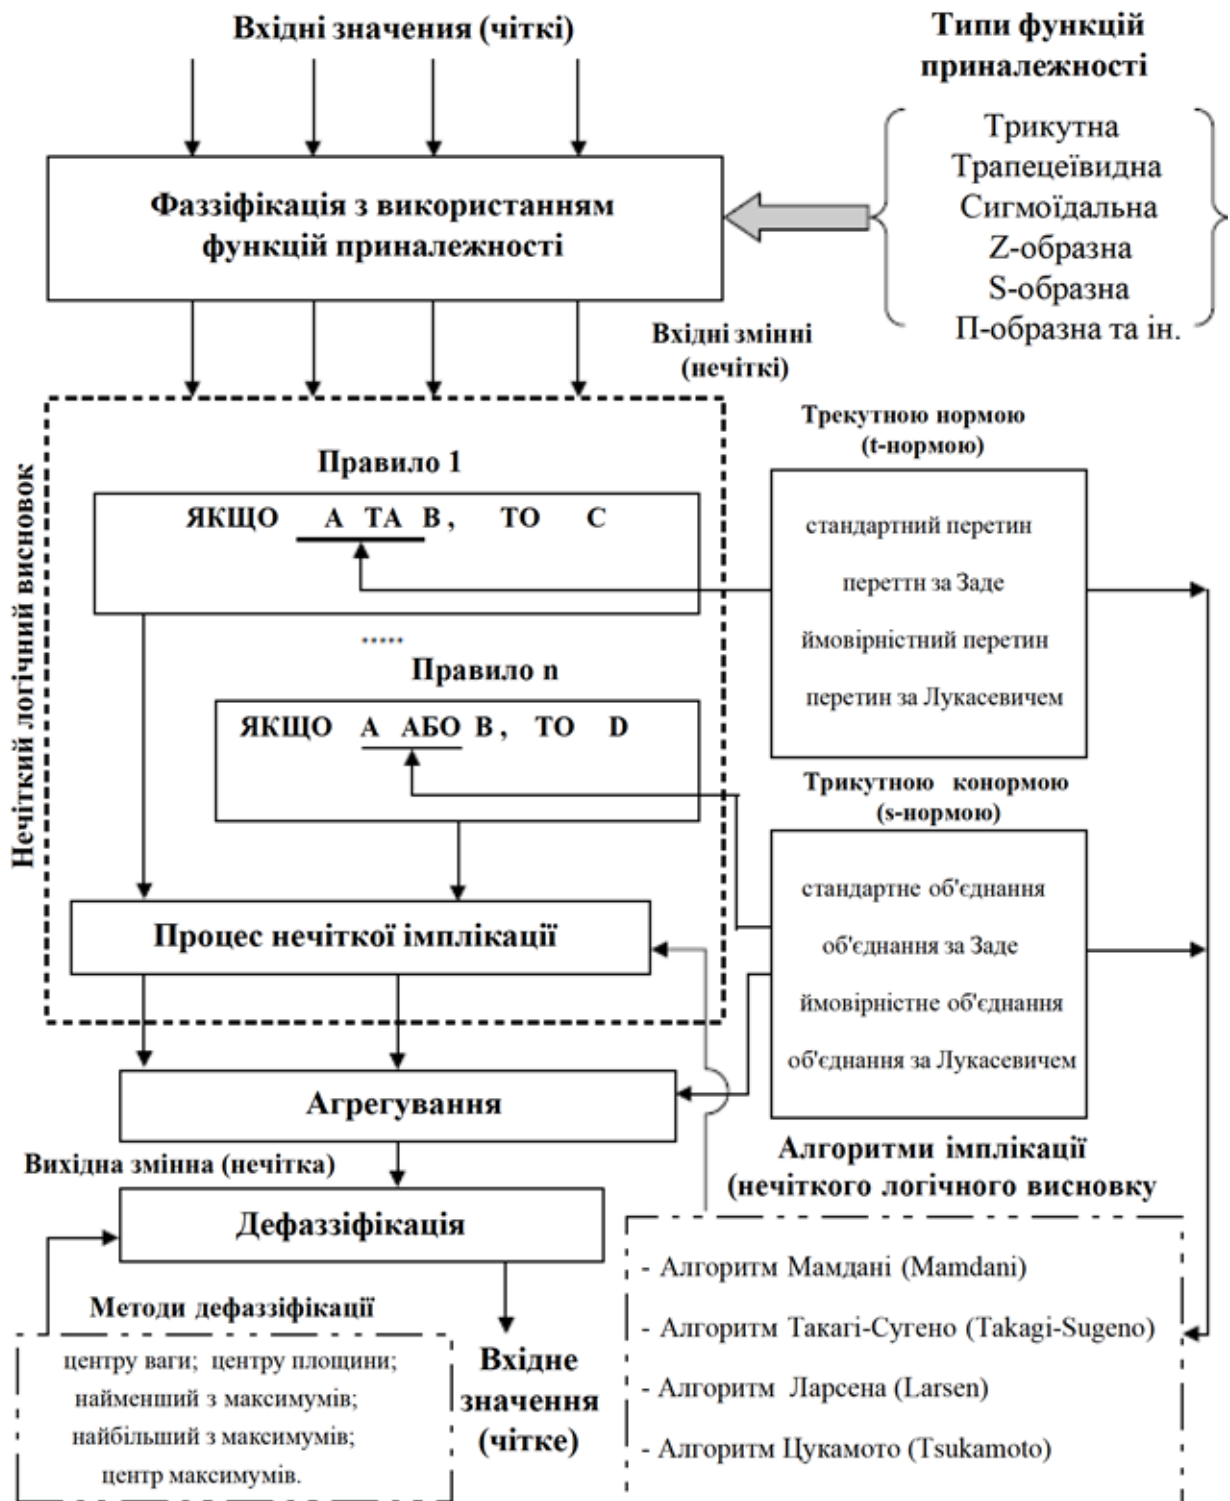 Вхідні значення (чіткі)
Типи функцій
приналежності
Трикутна
Трапецеївидна
Сигмоїдальна
Z-образна
S-образна
П-образна та ін.
Фаззіфікація з використанням
функцій приналежності
Вхідні змінні
(нечіткі)
Нечіткий логічний висновок
Правило 1
ЯКЩО А ТА В , ТО С
*****
Правило n
ЯКЩО А АБО В , ТО D
Процес нечіткої імплікації
Трекутною нормою
(t-нормою)
стандартний перетин
переттн за Заде
ймовірністний перетин
перетин за Лукасевичем
Трикутною конормою
(s-нормою)
стандартне об'єднання
об'єднання за Заде
ймовірністне об'єднання
об'єднання за Лукасевичем
Агрегування
Вихідна змінна (нечітка)
Дефаззіфікація
Методи дефаззіфікації
центру ваги; центру площини;
найменший з максимумів;
найбільший з максимумів;
центр максимумів.
Вхідне
значення
(чітке)
Алгоритми імплікації
(нечіткого логічного висновку
- Алгоритм Мамдані (Mamdani)
- Алгоритм Такагі-Сугено (Takagi-Sugeno)
- Алгоритм Ларсена (Larsen)
- Алгоритм Цукамото (Tsukamoto)